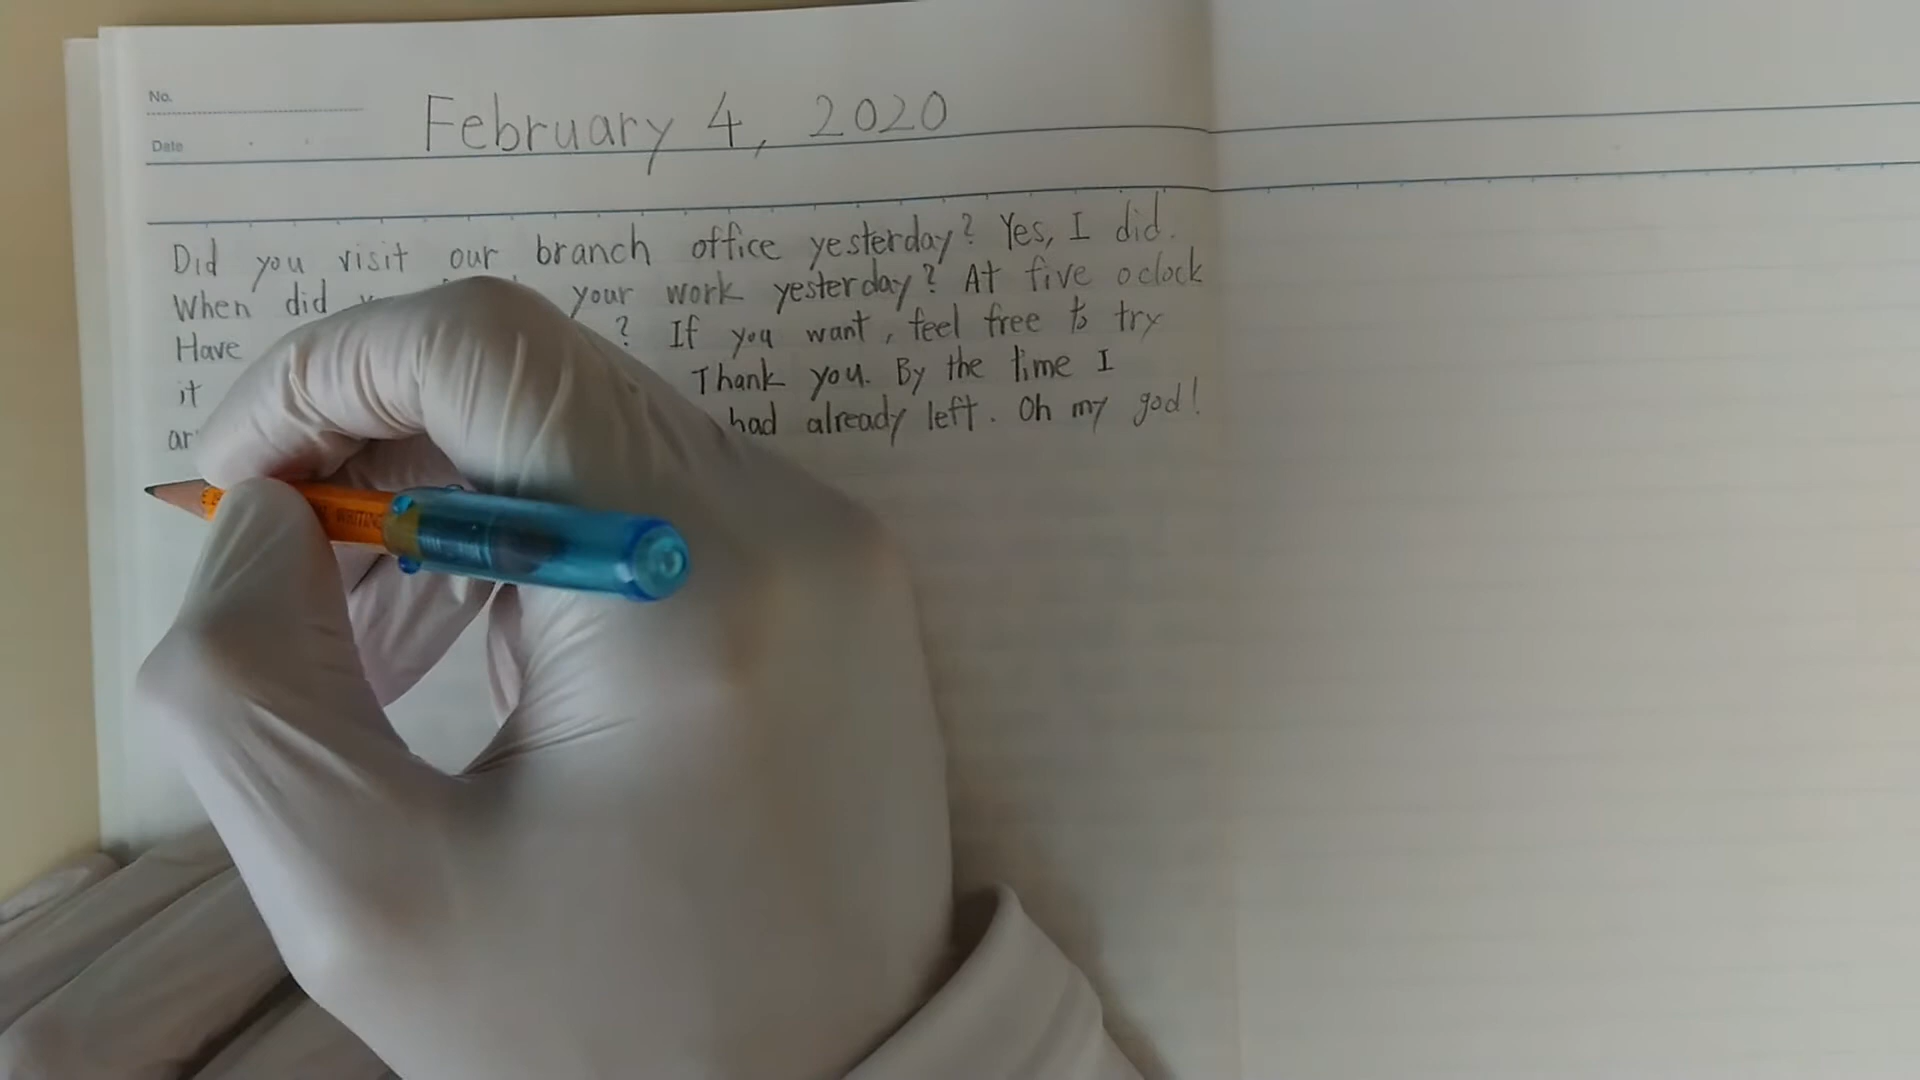 No.
February 4, 2020
Date
Did you visit our branch office yesterday? Yes, I did.
When did your work yesterday? At five oclock
Have ? If you want, feel free to try
it Thank you. By the time I
had already left. Oh my god!
WRITING